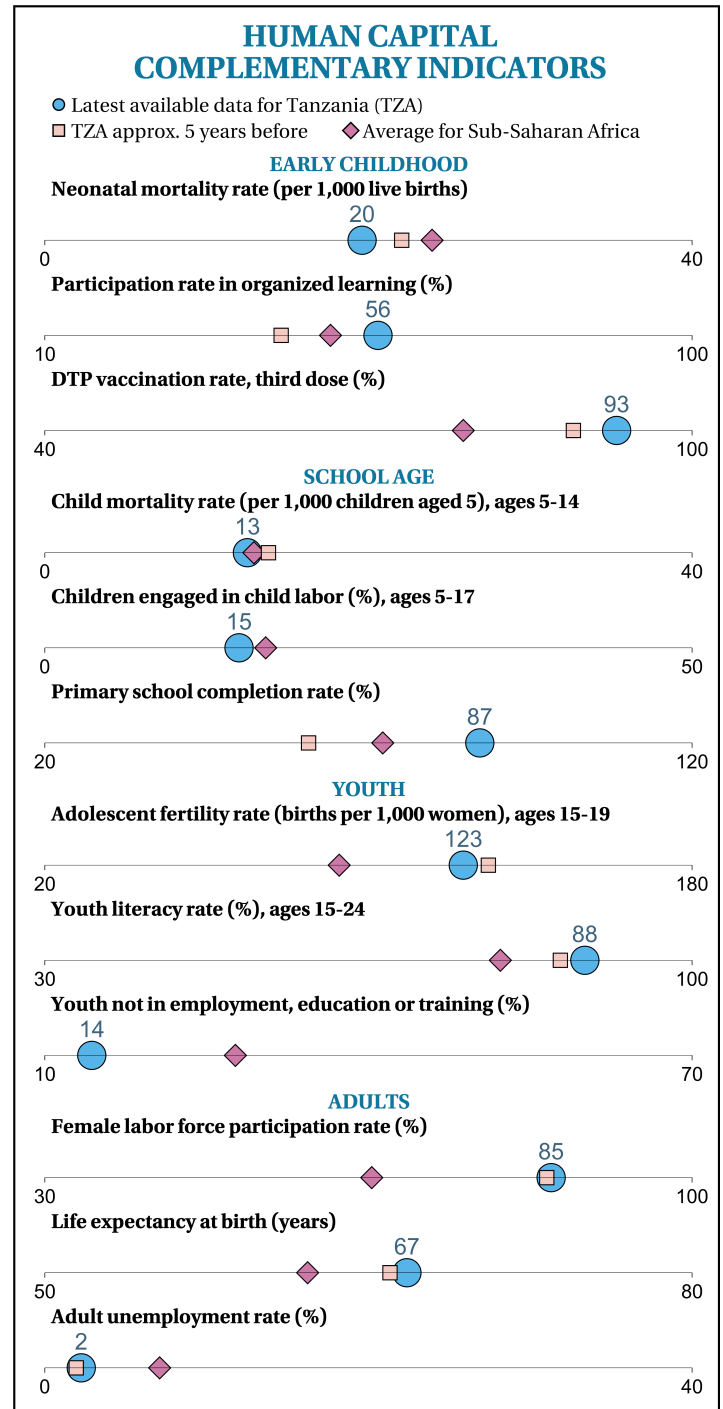 HUMAN CAPITAL
COMPLEMENTARY INDICATORS
Latest available data for Tanzania (TZA)
TZA approx. 5 years before Average for Sub-Saharan Africa
EARLY CHILDHOOD
Neonatal mortality rate (per 1,000 live births)
20
0 40
Participation rate in organized learning (%)
56
10 100
DTP vaccination rate, third dose (%)
93
40 100
SCHOOL AGE
Child mortality rate (per 1,000 children aged 5), ages 5-14
13
0 40
Children engaged in child labor (%), ages 5-17
15
0 50
Primary school completion rate (%)
87
20 120
YOUTH
Adolescent fertility rate (births per 1,000 women), ages 15-19
123
20 180
Youth literacy rate (%), ages 15-24
88
30 100
Youth not in employment, education or training (%)
14
10 70
ADULTS
Female labor force participation rate (%)
85
30 100
Life expectancy at birth (years)
67
50 80
Adult unemployment rate (%)
2
0 40